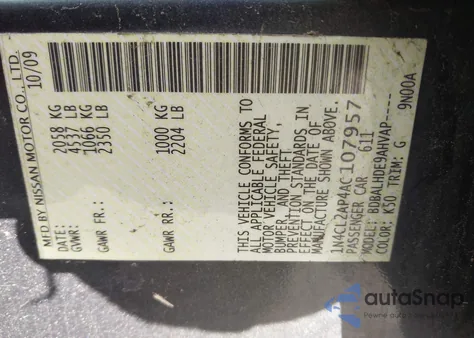 MFD BY NISSAN MOTOR CO., LTD.
10/09
GVWR: 2058 KG
4537 LB
GAWR FR: 1066 KG
2350 LB
GAWR RR: 1000 KG
2204 LB
THIS VEHICLE CONFORMS TO
ALL APPLICABLE FEDERAL
MOTOR VEHICLE SAFETY,
BUMPER, AND THEFT
PREVENTION STANDARDS IN
EFFECT ON THE DATE OF
MANUFACTURE SHOWN ABOVE.
1N4CL2AP4AC107957
PASSENGER CAR 611
MODEL: BDBALHDE9AHVAP----
COLOR: K50 TRIM: G 9N00A
autoSnap